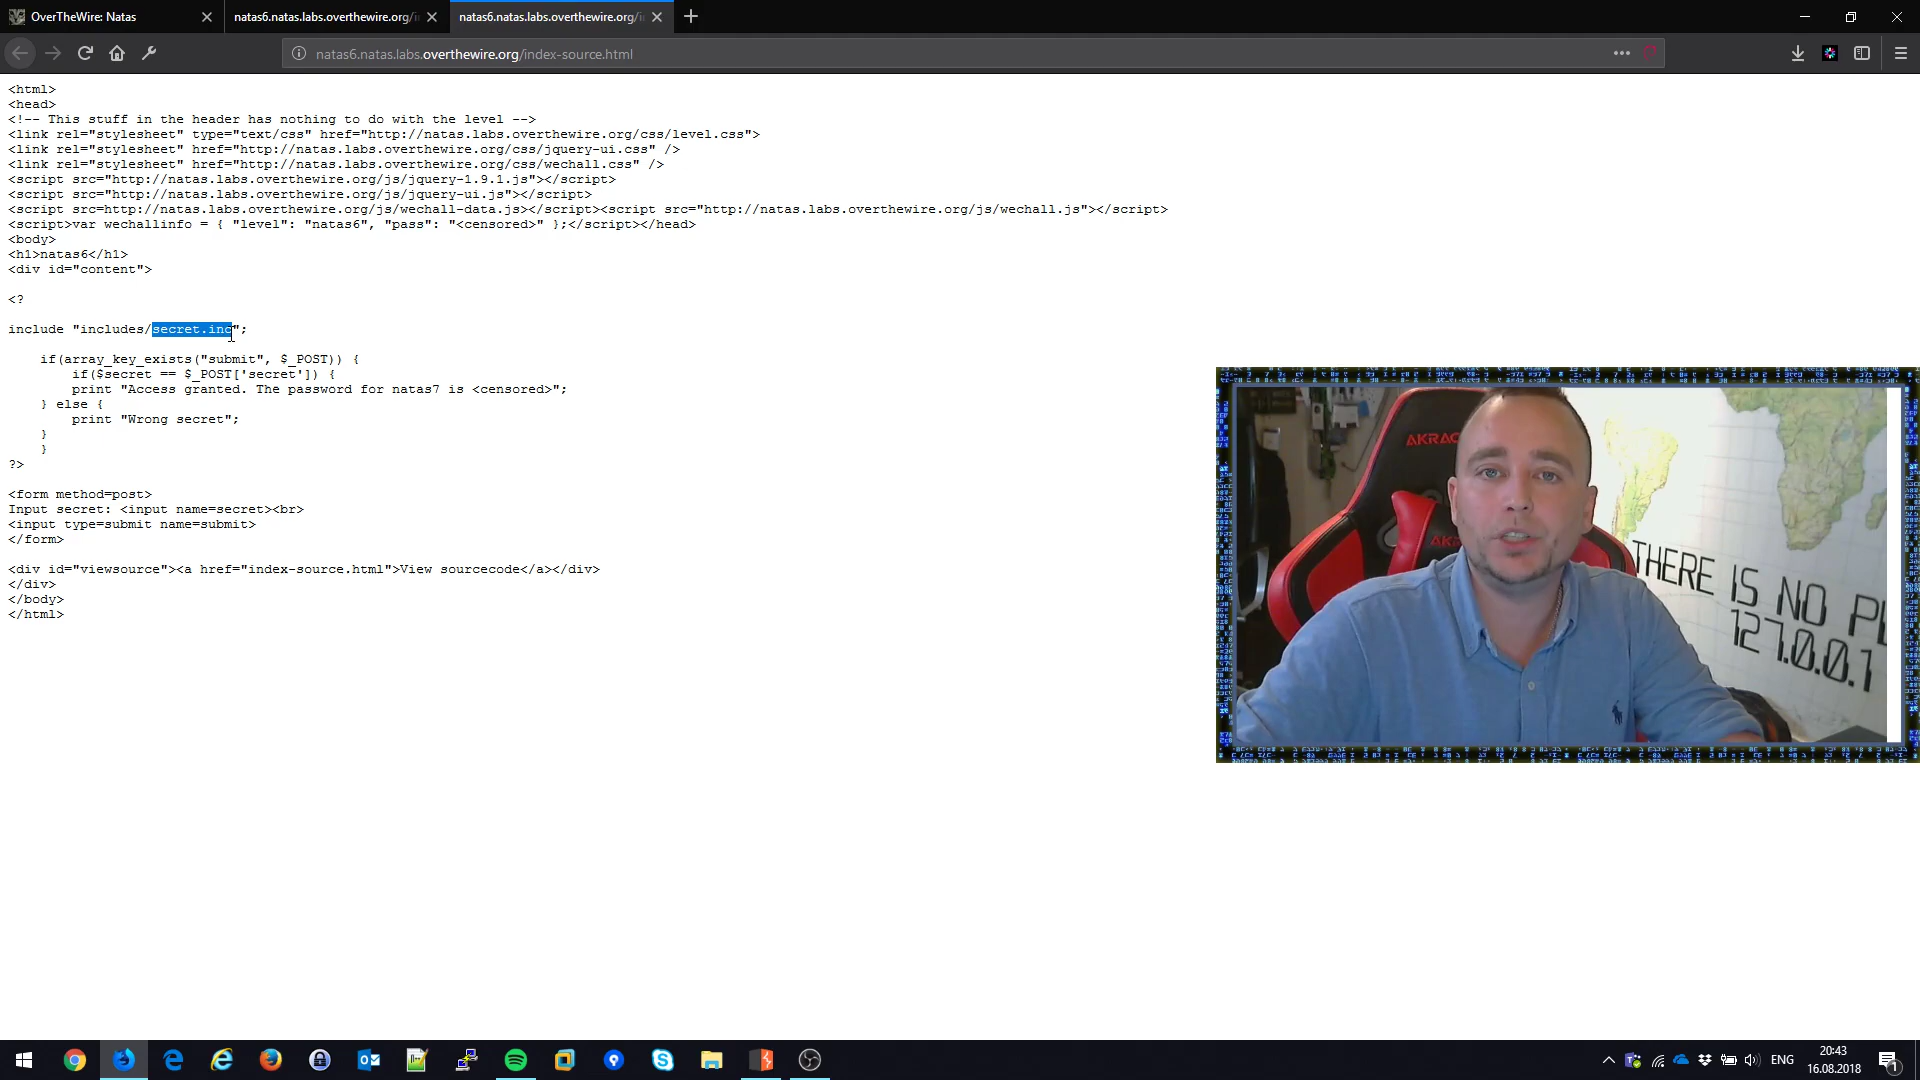 OverTheWire: Natas
natas6.natas.labs.overthewire.org/i
natas6.natas.labs.overthewire.org/i
natas6.natas.labs.overthewire.org/index-source.html
<html>
<head>
<!-- This stuff in the header has nothing to do with the level -->
<link rel="stylesheet" type="text/css" href="http://natas.labs.overthewire.org/css/level.css">
<link rel="stylesheet" href="http://natas.labs.overthewire.org/css/jquery-ui.css" />
<link rel="stylesheet" href="http://natas.labs.overthewire.org/css/wechall.css" />
<script src="http://natas.labs.overthewire.org/js/jquery-1.9.1.js"></script>
<script src="http://natas.labs.overthewire.org/js/jquery-ui.js"></script>
<script src=http://natas.labs.overthewire.org/js/wechall-data.js></script><script src="http://natas.labs.overthewire.org/js/wechall.js"></script>
<script>var wechallinfo = { "level": "natas6", "pass": "<censored>" };</script></head>
<body>
<h1>natas6</h1>
<div id="content">
<?
include "includes/secret.inc";
if(array_key_exists("submit", $_POST)) {
if($secret == $_POST['secret']) {
print "Access granted. The password for natas7 is <censored>";
} else {
print "Wrong secret";
}
}
?>
<form method=post>
Input secret: <input name=secret><br>
<input type=submit name=submit>
</form>
<div id="viewsource"><a href="index-source.html">View sourcecode</a></div>
</div>
</body>
</html>
AKRAC
THERE IS NO PL
127.0.0.1
ENG
20:43
16.08.2018
1